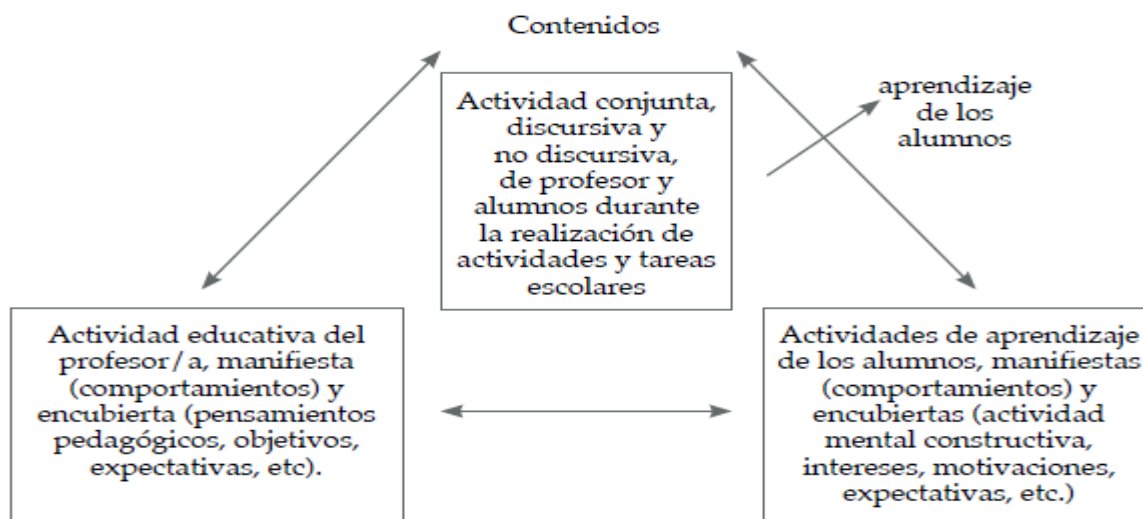 Contenidos
Actividad conjunta,
discursiva y
no discursiva,
de profesor y
alumnos durante
la realización de
actividades y tareas
escolares
aprendizaje
de los
alumnos
Actividad educativa del
profesor/a, manifiesta
(comportamientos) y
encubierta (pensamientos
pedagógicos, objetivos,
expectativas, etc).
Actividades de aprendizaje
de los alumnos, manifiestas
(comportamientos) y
encubiertas (actividad
mental constructiva,
intereses, motivaciones,
expectativas, etc.)